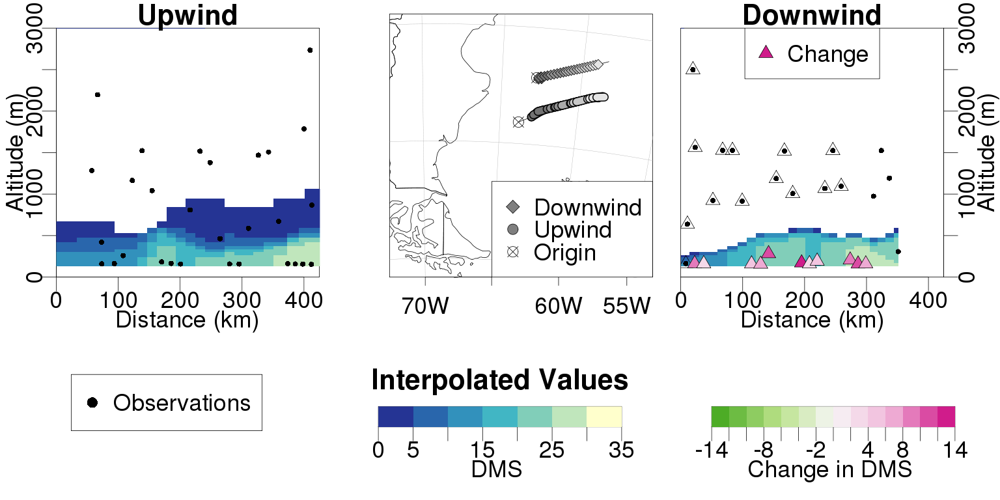 Upwind
Downwind
3000
2000
1000
0
Altitude (m)
0 100 200 300 400
Distance (km)
Downwind
Upwind
Origin
70W 60W 55W
Change
3000
2000
1000
0
Altitude (m)
0 100 200 300 400
Distance (km)
Observations
Interpolated Values
0 5 15 25 35
DMS
-14 -8 -2 4 8 14
Change in DMS